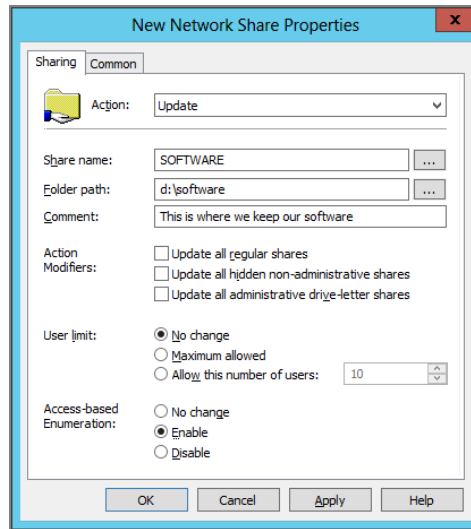 New Network Share Properties
x
Sharing Common
Action: Update
Share name: SOFTWARE ...
Folder path: d:\software ...
Comment: This is where we keep our software
Action Modifiers:
Update all regular shares
Update all hidden non-administrative shares
Update all administrative drive-letter shares
User limit: No change
Maximum allowed
Allow this number of users: 10
Access-based Enumeration:
No change
Enable
Disable
OK Cancel Apply Help